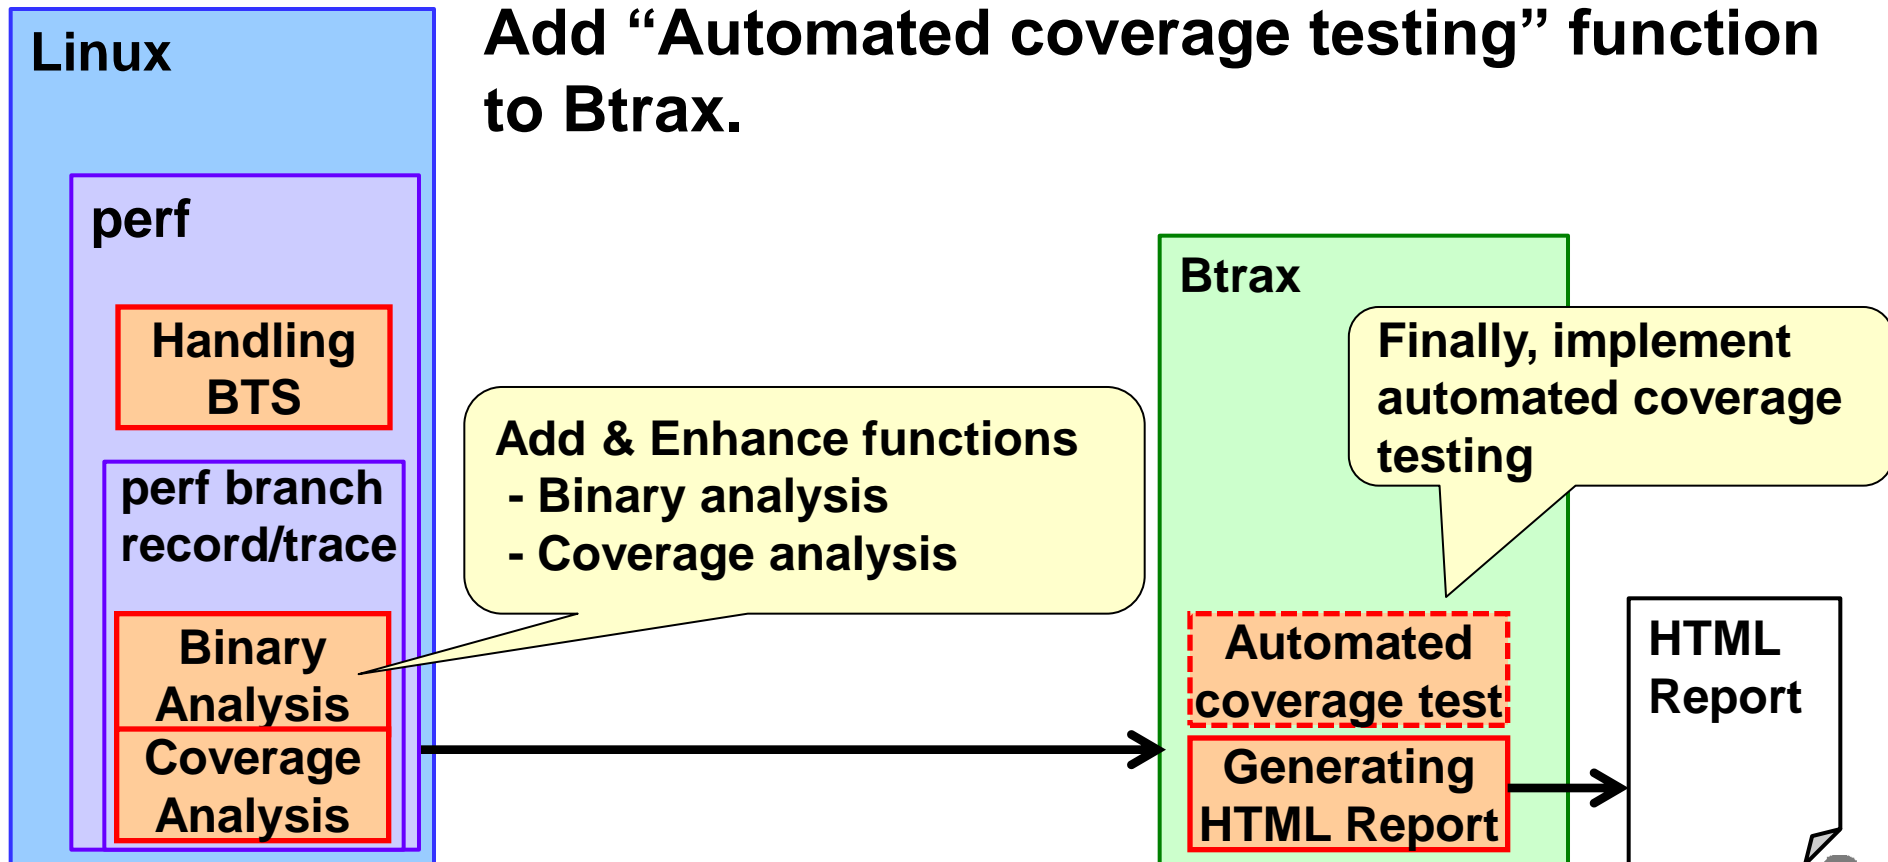 Add “Automated coverage testing” function
to Btrax.
Linux
perf
Handling
BTS
perf branch
record/trace
Binary
Analysis
Coverage
Analysis
Add & Enhance functions
- Binary analysis
- Coverage analysis
Btrax
Finally, implement
automated coverage
testing
Automated
coverage test
Generating
HTML Report
HTML
Report